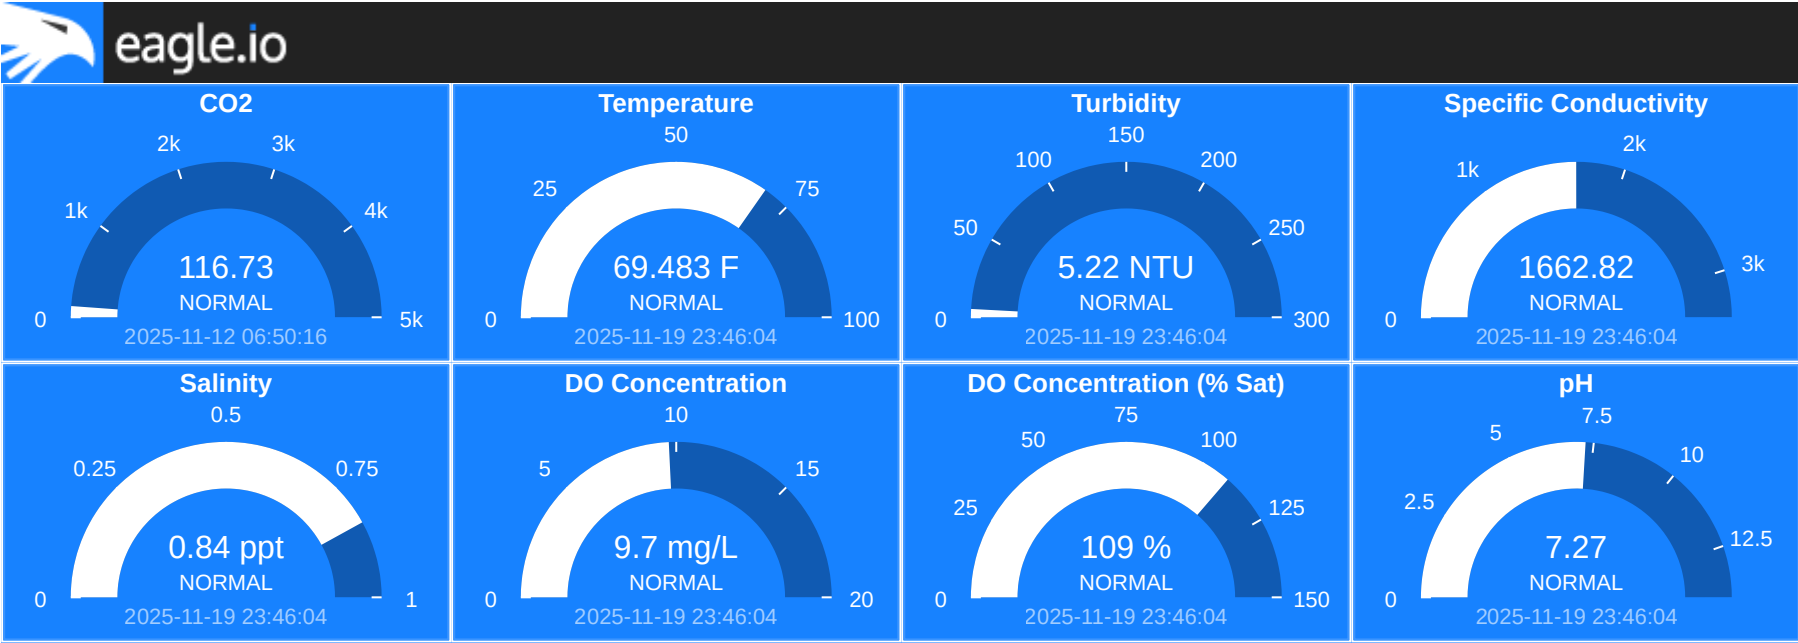 eagle.io
CO2
2k 3k
1k 4k
116.73
NORMAL
0 5k
2025-11-12 06:50:16
Temperature
50
25 75
69.483 F
NORMAL
0 100
2025-11-19 23:46:04
Turbidity
150
100 200
50 250
5.22 NTU
NORMAL
0 300
2025-11-19 23:46:04
Specific Conductivity
2k
1k
3k
1662.82
NORMAL
0
2025-11-19 23:46:04
Salinity
0.5
0.25 0.75
0.84 ppt
NORMAL
0 1
2025-11-19 23:46:04
DO Concentration
10
5 15
9.7 mg/L
NORMAL
0 20
2025-11-19 23:46:04
DO Concentration (% Sat)
75
50 100
25 125
109 %
NORMAL
0 150
2025-11-19 23:46:04
pH
7.5
5 10
2.5 12.5
7.27
NORMAL
0
2025-11-19 23:46:04